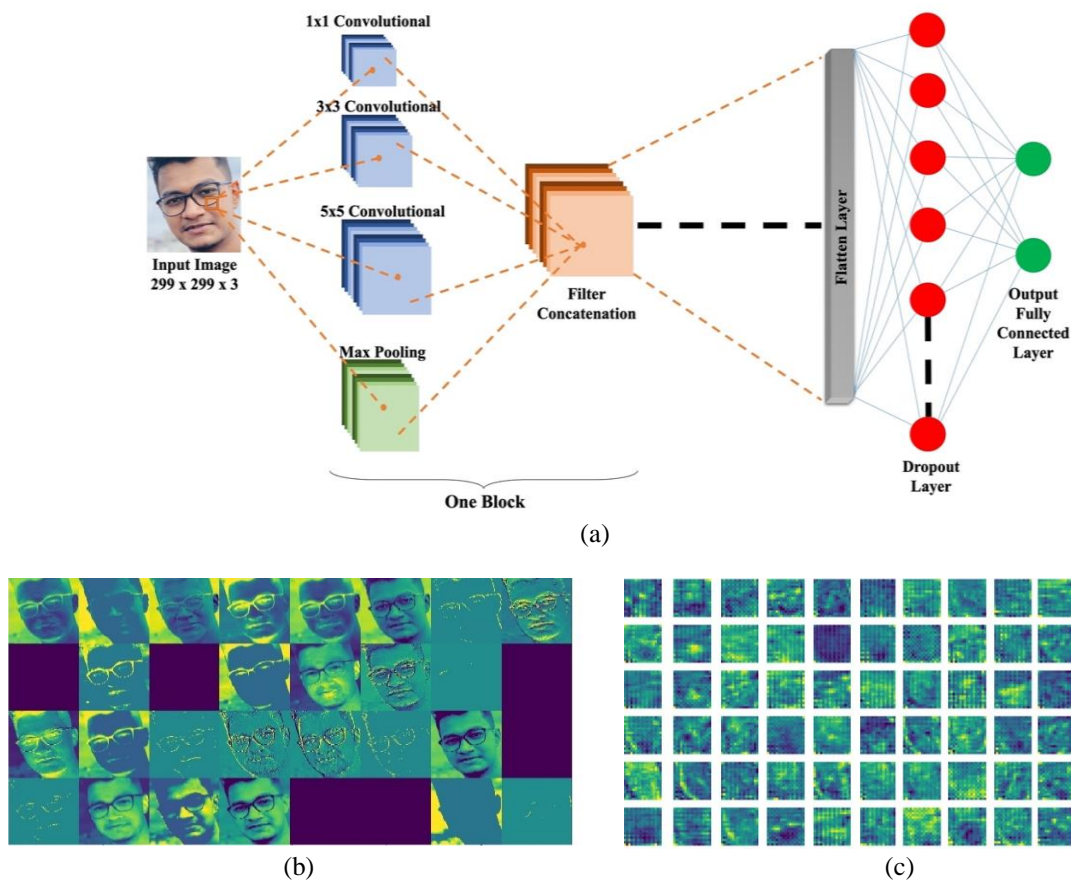 1x1 Convolutional
3x3 Convolutional
5x5 Convolutional
Max Pooling
Input Image
299 x 299 x 3
One Block
Filter
Concatenation
Flatten Layer
Dropout
Layer
Output
Fully
Connected
Layer
(a)
(b)
(c)